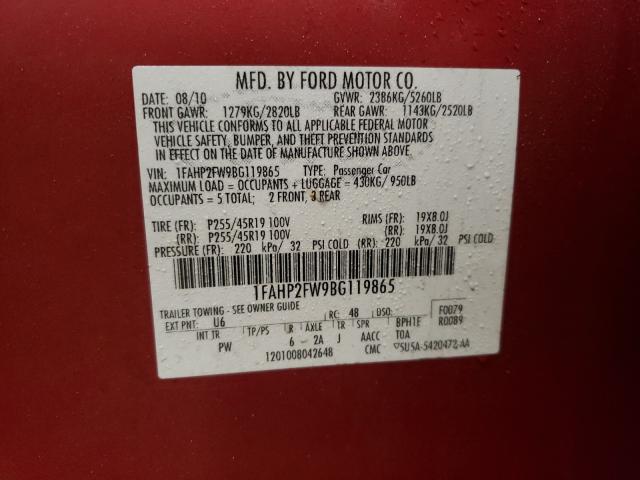 MFD. BY FORD MOTOR CO.
DATE: 08/10 GVWR: 2386KG/5260LB
FRONT GAWR: 1279KG/2820LB REAR GAWR: 1143KG/2520LB
THIS VEHICLE CONFORMS TO ALL APPLICABLE FEDERAL MOTOR
VEHICLE SAFETY, BUMPER, AND THEFT PREVENTION STANDARDS
IN EFFECT ON THE DATE OF MANUFACTURE SHOWN ABOVE.
VIN: 1FAHP2FW9BG119865 TYPE: Passenger Car
MAXIMUM LOAD = OCCUPANTS + LUGGAGE = 430KG/ 950LB
OCCUPANTS = 5 TOTAL: 2 FRONT, 3 REAR
TIRE (FR): P255/45R19 100V RIMS (FR): 19X8.0J
(RR): P255/45R19 100V (RR): 19X8.0J
PRESSURE (FR): 220 kPa/ 32 PSI COLD (RR): 220 kPa/ 32 PSI COLD
1FAHP2FW9BG119865
TRAILER TOWING - SEE OWNER GUIDE
EXT PNT: U6 RC: 48 DSO: F0079
INT TR TP/PS R AXLE TR SPR BPH1F R0089
PW 6 2A J AACC TOA
1201008042648 CMC 5U5A-5420472-AA